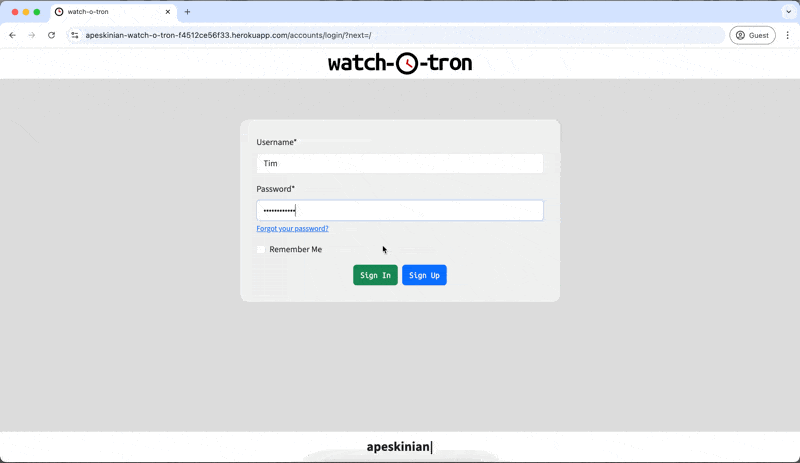 watch-o-tron
apeskinian-watch-o-tron-f4512ce56f33.herokuapp.com/accounts/login/?next=/
Guest
watch-o-tron
Username*
Tim
Password*
••••••••••••
Forgot your password?
Remember Me
Sign In Sign Up
apeskinian|